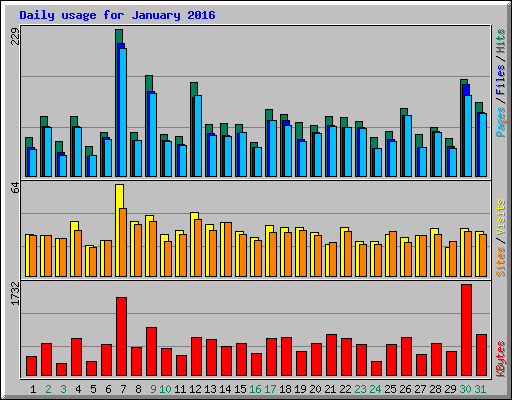 Daily usage for January 2016
229
Pages / Files / Hits
64
Sites / Visits
1732
KBytes
1 2 3 4 5 6 7 8 9 10 11 12 13 14 15 16 17 18 19 20 21 22 23 24 25 26 27 28 29 30 31